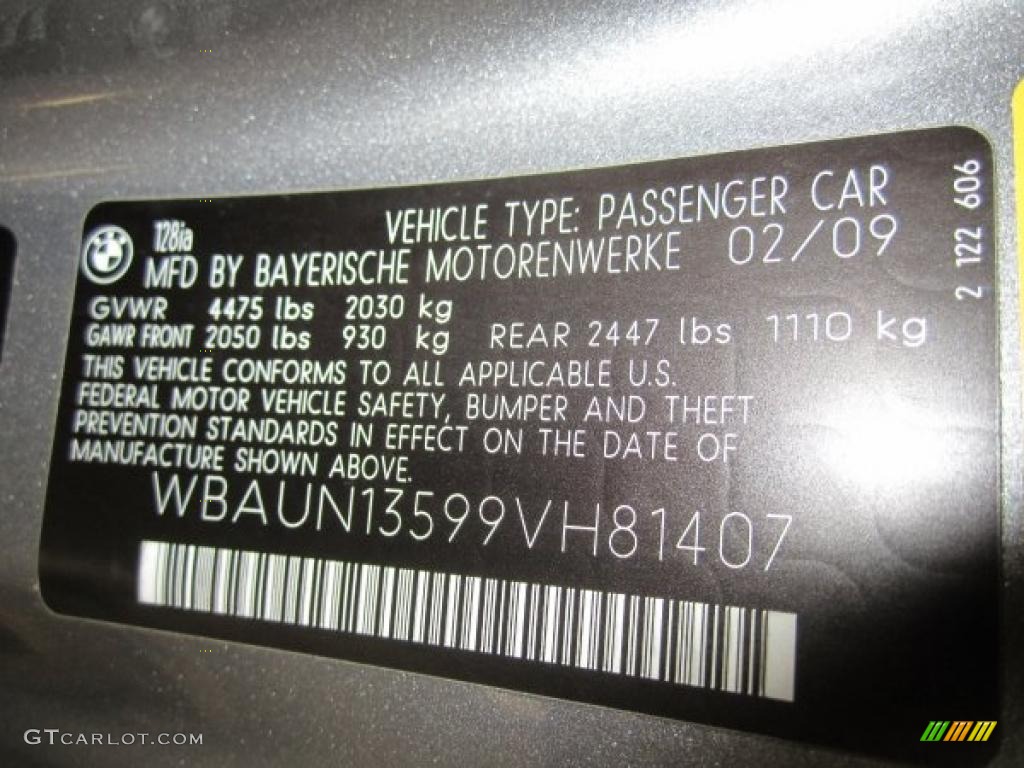 128ia
VEHICLE TYPE: PASSENGER CAR
MFD BY BAYERISCHE MOTORENWERKE 02/09
GVWR 4475 lbs 2030 kg
GAWR FRONT 2050 lbs 930 kg REAR 2447 lbs 1110 kg
THIS VEHICLE CONFORMS TO ALL APPLICABLE U.S.
FEDERAL MOTOR VEHICLE SAFETY, BUMPER AND THEFT
PREVENTION STANDARDS IN EFFECT ON THE DATE OF
MANUFACTURE SHOWN ABOVE.
WBAUN13599VH81407
2 122 606
GTCARLOT.COM